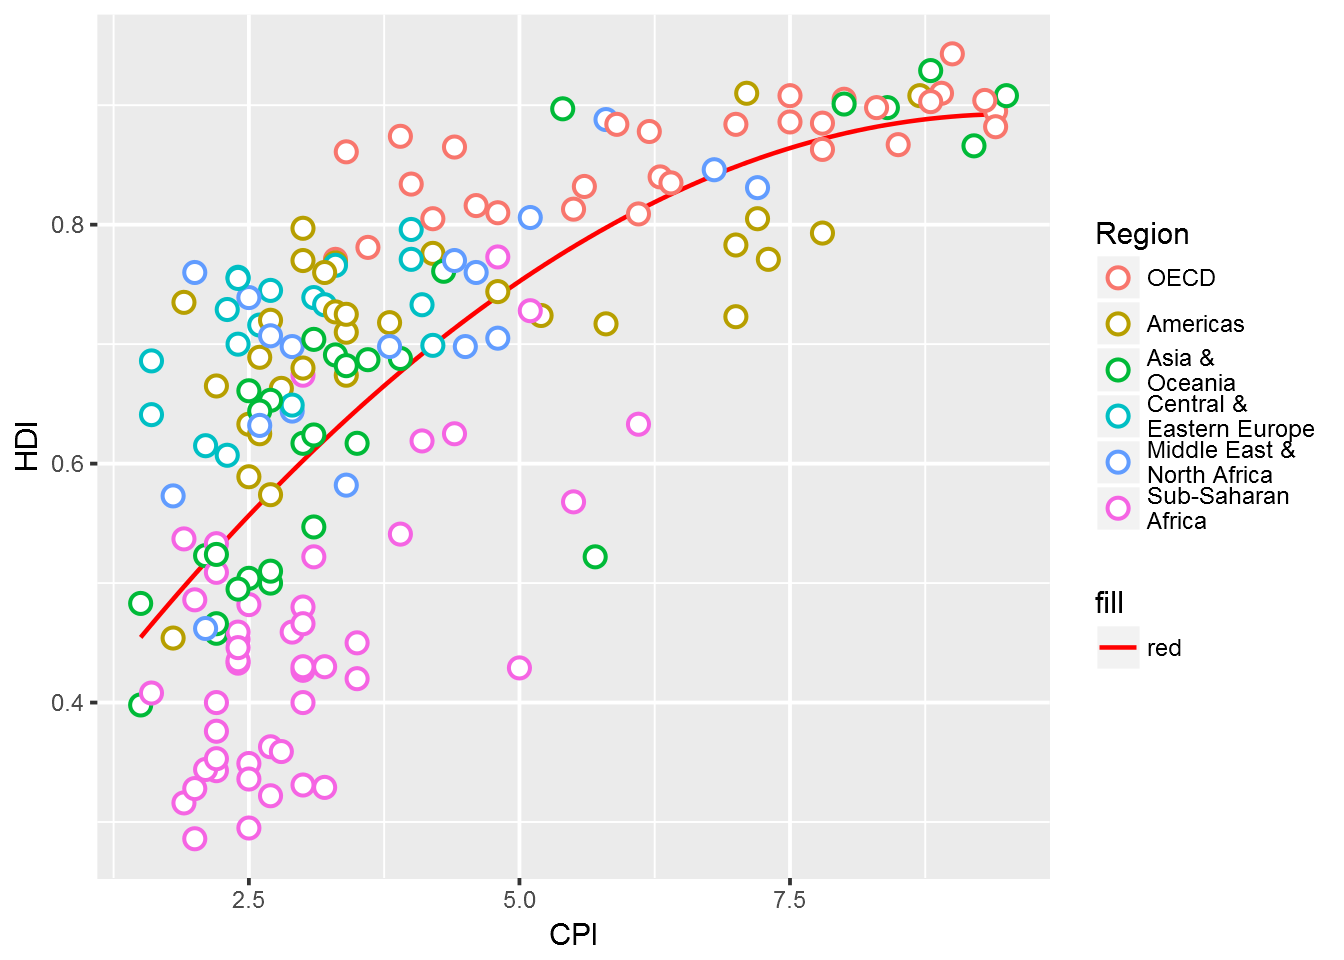 HDI
0.8
0.6
0.4
2.5
5.0
7.5
CPI
Region
OECD
Americas
Asia &
Oceania
Central &
Eastern Europe
Middle East &
North Africa
Sub-Saharan
Africa
fill
red